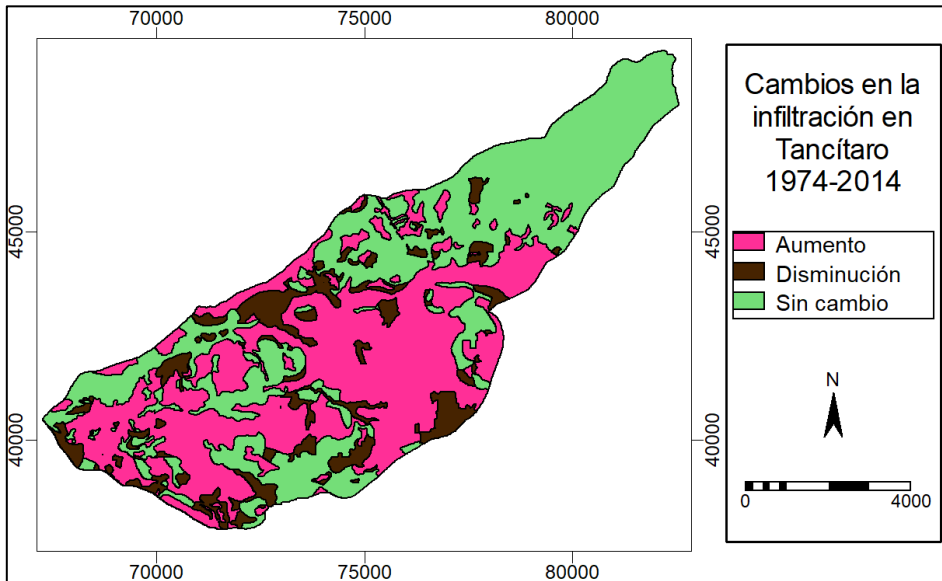 70000 75000 80000
Cambios en la
infiltración en
Tancítaro
1974-2014
45000 45000
Aumento
Disminución
Sin cambio
N
40000 40000
0 4000
70000 75000 80000